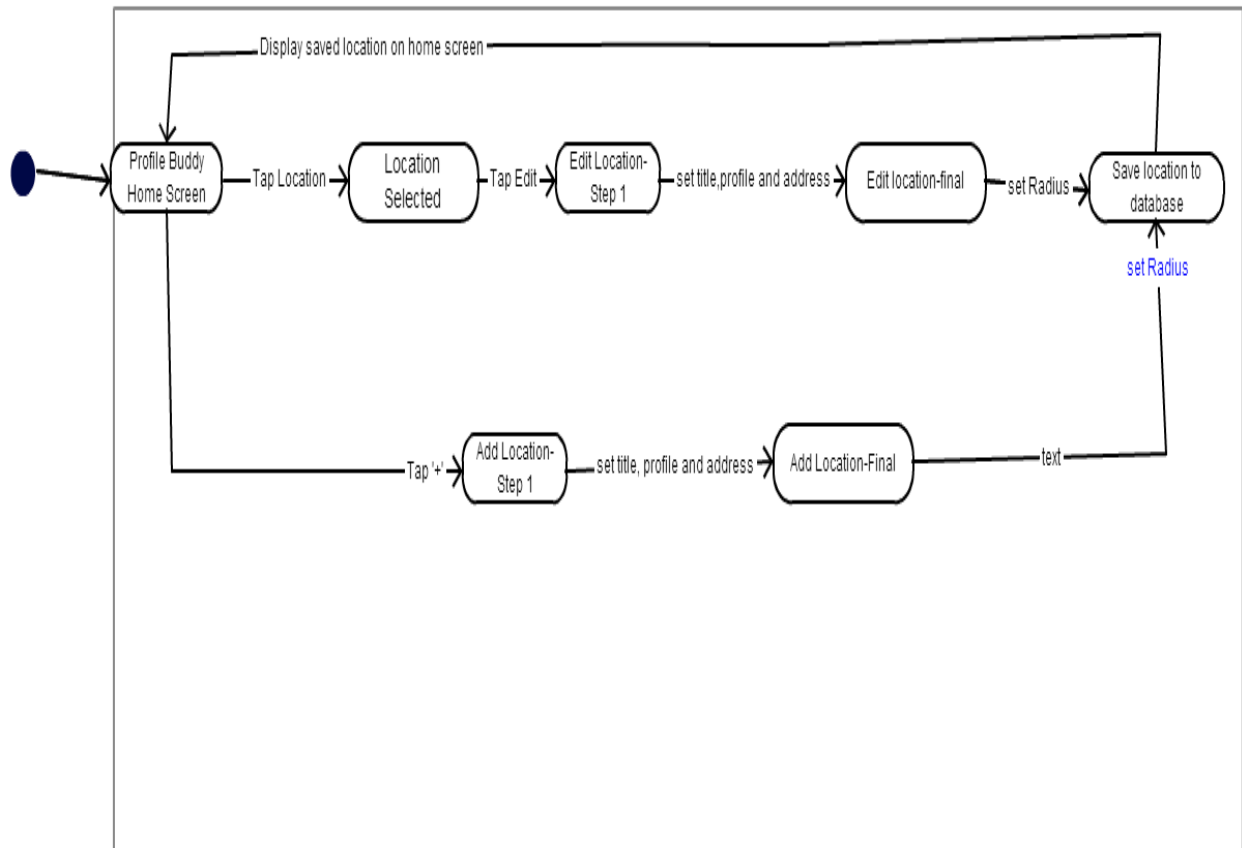 Display saved location on home screen
Profile Buddy
Home Screen
Tap Location
Location
Selected
Tap Edit
Edit Location-
Step 1
set title,profile and address
Edit location-final
set Radius
Save location to
database
set Radius
Tap '+'
Add Location-
Step 1
set title, profile and address
Add Location-Final
text